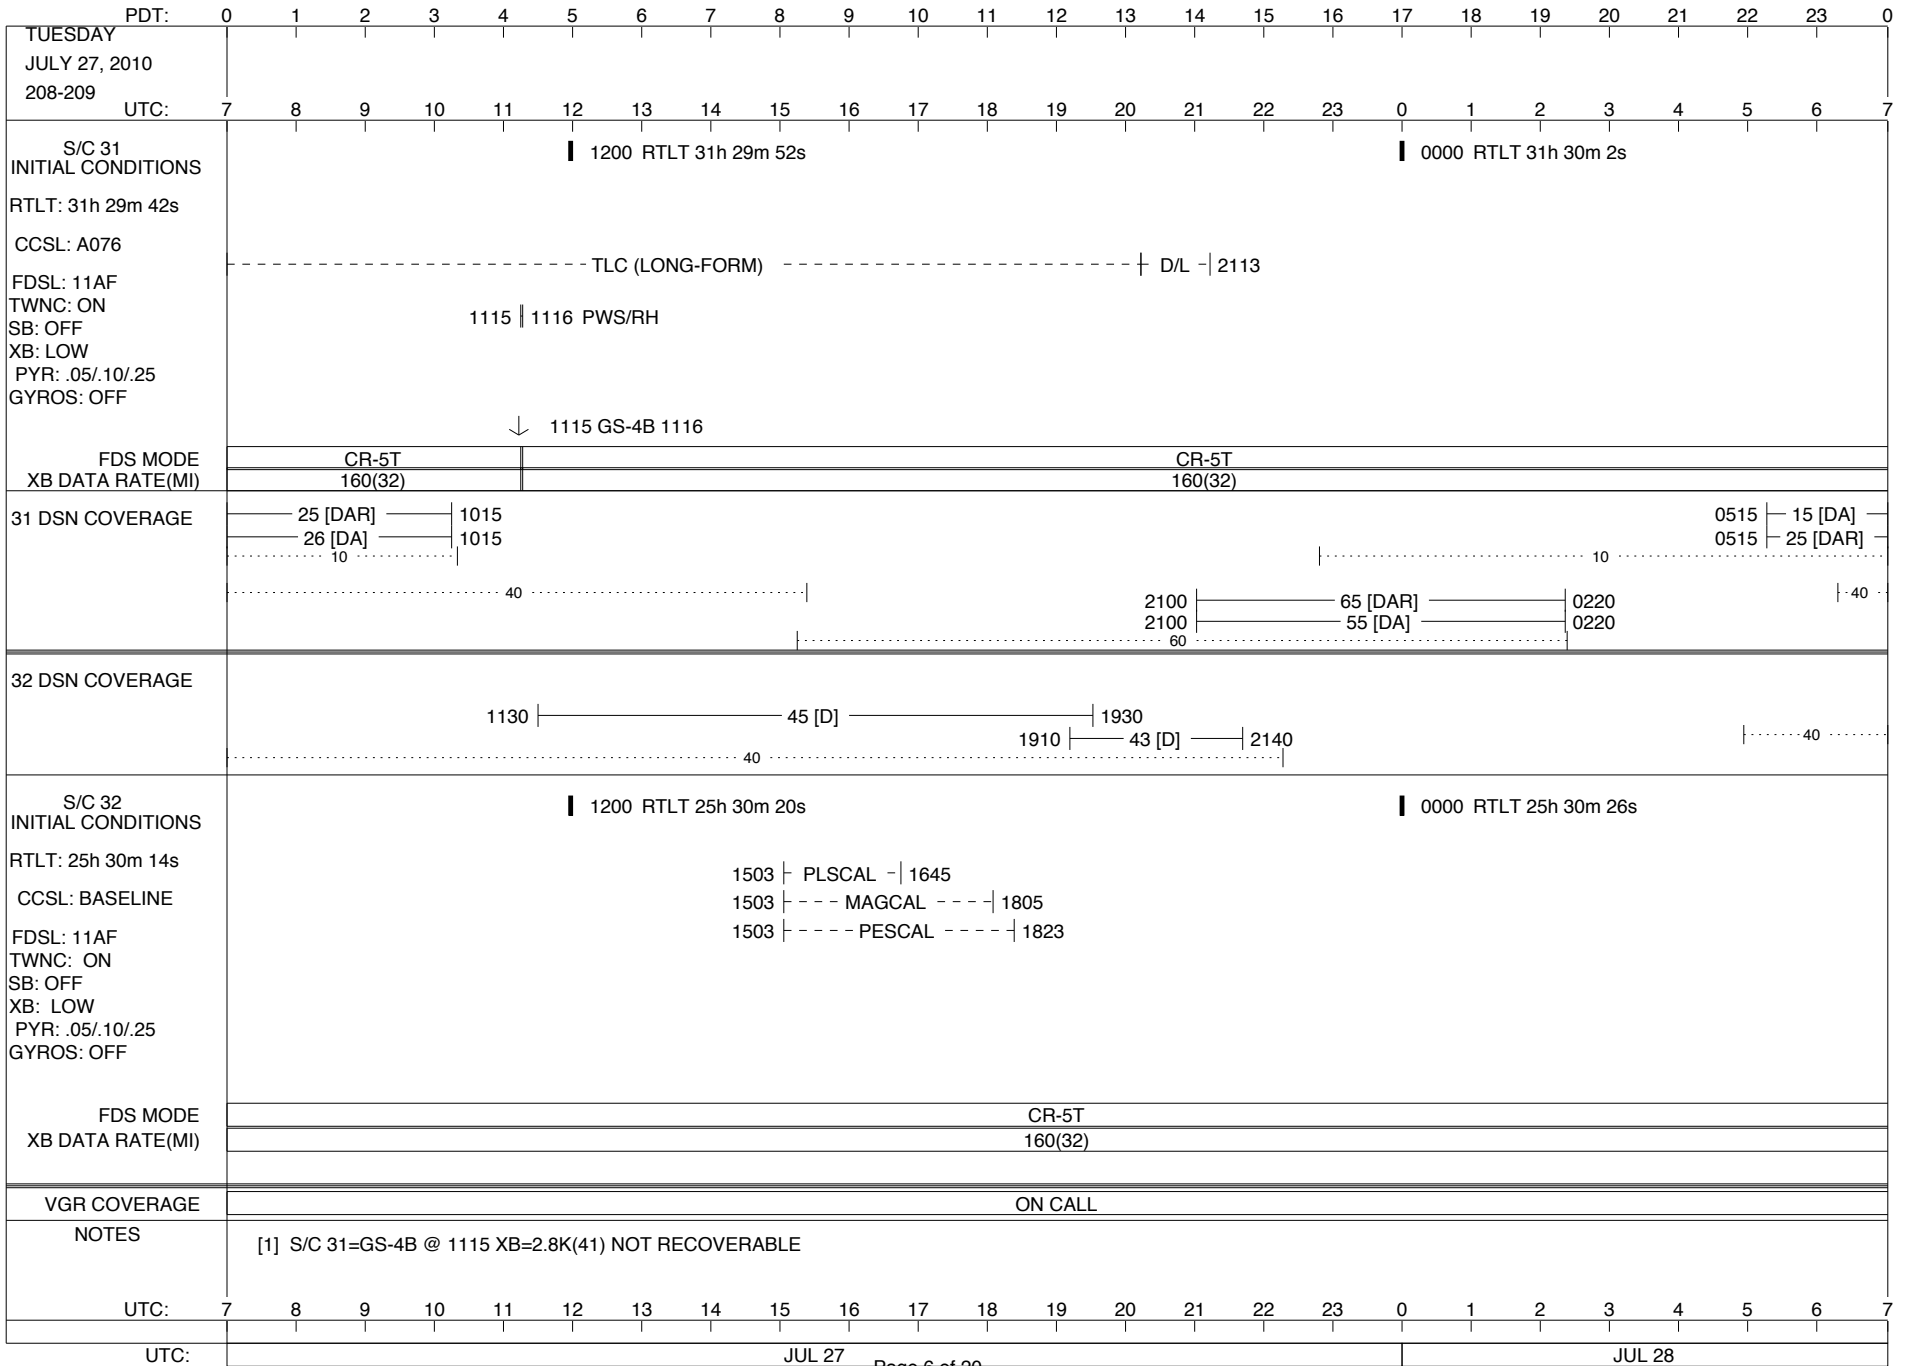 PDT: 0 1 2 3 4 5 6 7 8 9 10 11 12 13 14 15 16 17 18 19 20 21 22 23 0
TUESDAY
JULY 27, 2010
208-209
UTC: 7 8 9 10 11 12 13 14 15 16 17 18 19 20 21 22 23 0 1 2 3 4 5 6 7
S/C 31
INITIAL CONDITIONS
1200 RTLT 31h 29m 52s
0000 RTLT 31h 30m 2s
RTLT: 31h 29m 42s
CCSL: A076
TLC (LONG-FORM) D/L 2113
FDSL: 11AF
TWNC: ON
1115 1116 PWS/RH
SB: OFF
XB: LOW
PYR: .05/.10/.25
GYROS: OFF
1115 GS-4B 1116
FDS MODE CR-5T CR-5T
XB DATA RATE(MI) 160(32) 160(32)
31 DSN COVERAGE
25 [DAR] 1015 0515 15 [DA]
26 [DA] 1015 0515 25 [DAR]
10 10
40 40
2100 65 [DAR] 0220
2100 55 [DA] 0220
60
32 DSN COVERAGE
1130 45 [D] 1930
1910 43 [D] 2140 40
40
S/C 32
INITIAL CONDITIONS
1200 RTLT 25h 30m 20s
0000 RTLT 25h 30m 26s
RTLT: 25h 30m 14s
1503 PLSCAL 1645
CCSL: BASELINE
1503 MAGCAL 1805
1503 PESCAL 1823
FDSL: 11AF
TWNC: ON
SB: OFF
XB: LOW
PYR: .05/.10/.25
GYROS: OFF
FDS MODE CR-5T
XB DATA RATE(MI) 160(32)
VGR COVERAGE ON CALL
NOTES
[1] S/C 31=GS-4B @ 1115 XB=2.8K(41) NOT RECOVERABLE
UTC: 7 8 9 10 11 12 13 14 15 16 17 18 19 20 21 22 23 0 1 2 3 4 5 6 7
UTC: JUL 27 JUL 28
Page 6 of 20